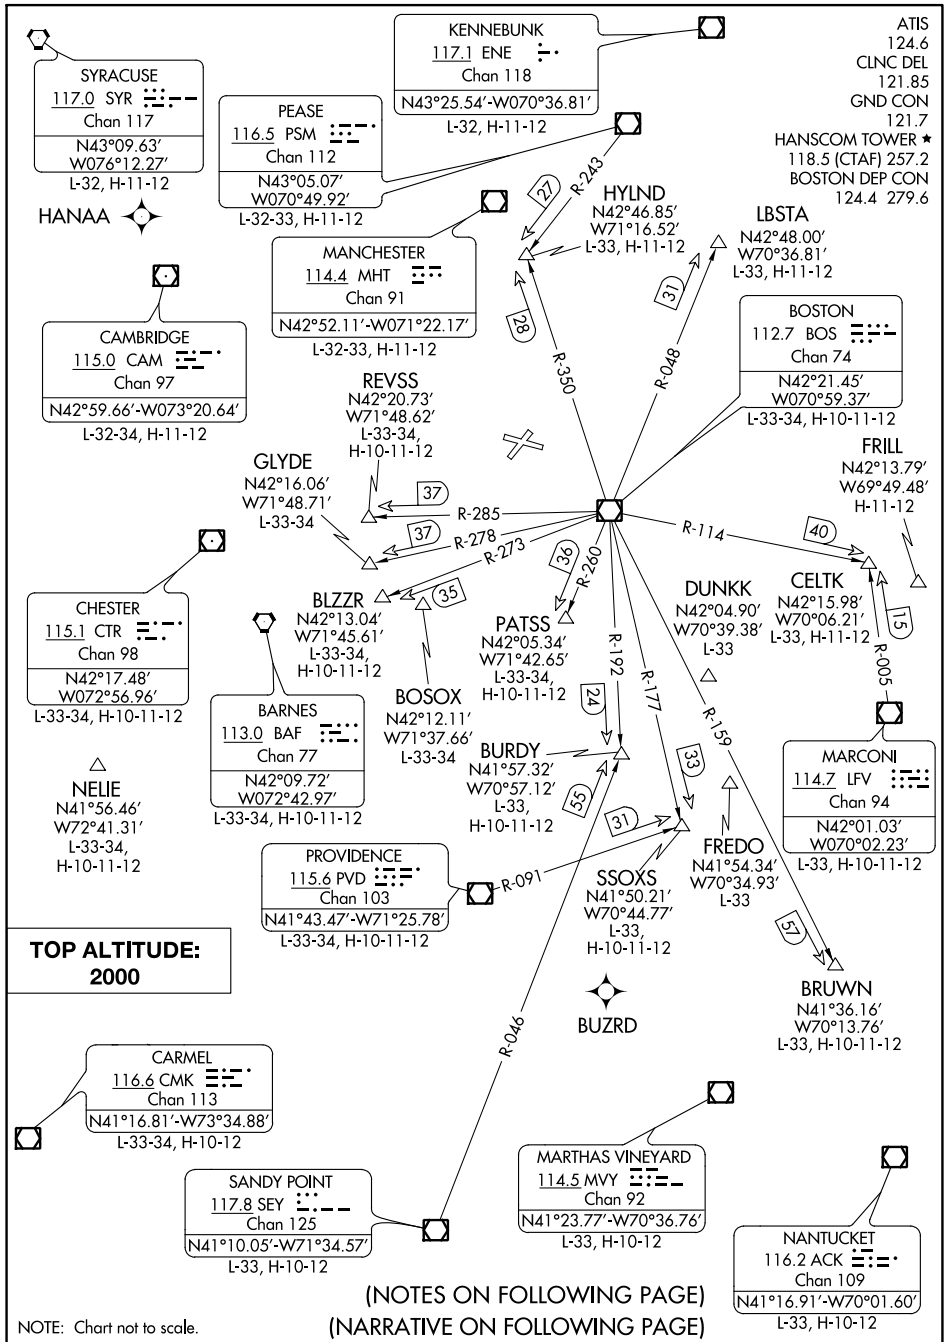 ATIS
124.6
CLNC DEL
121.85
GND CON
121.7
HANSCOM TOWER ★
118.5 (CTAF) 257.2
BOSTON DEP CON
124.4 279.6
KENNEBUNK
117.1 ENE
Chan 118
N43°25.54’-W070°36.81’
L-32, H-11-12
SYRACUSE
117.0 SYR
Chan 117
N43°09.63’
W076°12.27’
L-32, H-11-12
PEASE
116.5 PSM
Chan 112
N43°05.07’
W070°49.92’
L-32-33, H-11-12
HANAA
MANCHESTER
114.4 MHT
Chan 91
N42°52.11’-W071°22.17’
L-32-33, H-11-12
R-243
27
HYLND
N42°46.85’
W71°16.52’
L-33, H-11-12
LBSTA
N42°48.00’
W70°36.81’
L-33, H-11-12
28
R-350
31
R-048
CAMBRIDGE
115.0 CAM
Chan 97
N42°59.66’-W073°20.64’
L-32-34, H-11-12
BOSTON
112.7 BOS
Chan 74
N42°21.45’
W070°59.37’
L-33-34, H-10-11-12
REVSS
N42°20.73’
W71°48.62’
L-33-34,
H-10-11-12
GLYDE
N42°16.06’
W71°48.71’
L-33-34
FRILL
N42°13.79’
W69°49.48’
H-11-12
37
R-285
37
R-278
R-273
35
36
R-260
R-114
40
CHESTER
115.1 CTR
Chan 98
N42°17.48’
W072°56.96’
L-33-34, H-10-11-12
BLZZR
N42°13.04’
W71°45.61’
L-33-34,
H-10-11-12
PATSS
N42°05.34’
W71°42.65’
L-33-34,
H-10-11-12
DUNKK
N42°04.90’
W70°39.38’
L-33
CELTK
N42°15.98’
W70°06.21’
L-33, H-11-12
15
R-005
BOSOX
N42°12.11’
W71°37.66’
L-33-34
BARNES
113.0 BAF
Chan 77
N42°09.72’
W072°42.97’
L-33-34, H-10-11-12
R-192
24
R-177
33
R-159
57
NELIE
N41°56.46’
W72°41.31’
L-33-34,
H-10-11-12
BURDY
N41°57.32’
W70°57.12’
L-33,
H-10-11-12
55
MARCONI
114.7 LFV
Chan 94
N42°01.03’
W070°02.23’
L-33, H-10-11-12
31
R-091
PROVIDENCE
115.6 PVD
Chan 103
N41°43.47’-W71°25.78’
L-33-34, H-10-11-12
SSOXS
N41°50.21’
W70°44.77’
L-33,
H-10-11-12
FREDO
N41°54.34’
W70°34.93’
L-33
TOP ALTITUDE:
2000
BUZRD
BRUWN
N41°36.16’
W70°13.76’
L-33, H-10-11-12
R-046
CARMEL
116.6 CMK
Chan 113
N41°16.81’-W73°34.88’
L-33-34, H-10-12
SANDY POINT
117.8 SEY
Chan 125
N41°10.05’-W71°34.57’
L-33, H-10-12
MARTHAS VINEYARD
114.5 MVY
Chan 92
N41°23.77’-W70°36.76’
L-33, H-10-12
NANTUCKET
116.2 ACK
Chan 109
N41°16.91’-W70°01.60’
L-33, H-10-12
(NOTES ON FOLLOWING PAGE)
NOTE: Chart not to scale.
(NARRATIVE ON FOLLOWING PAGE)